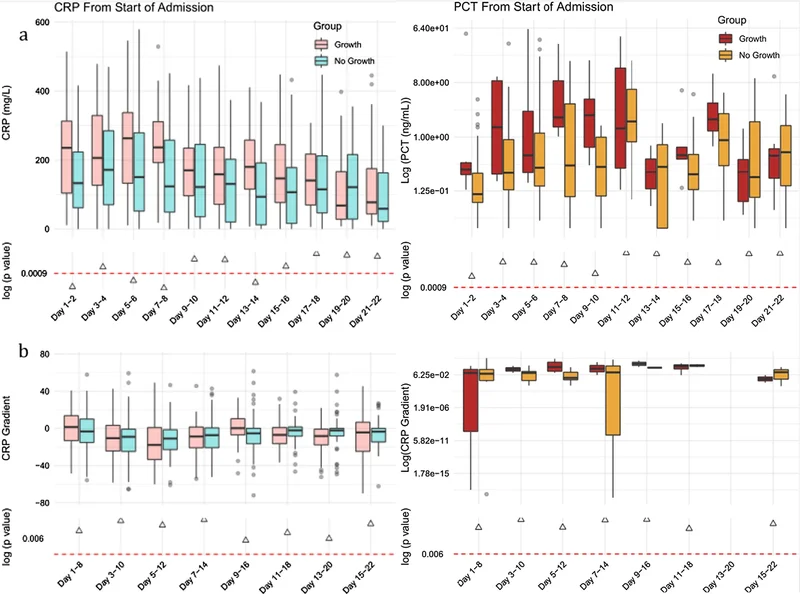 CRP From Start of Admission
a
Group
Growth
No Growth
CRP (mg/L)
600
400
200
0
log (p value)
0.0009
Day 1–2
Day 3–4
Day 5–6
Day 7–8
Day 9–10
Day 11–12
Day 13–14
Day 15–16
Day 17–18
Day 19–20
Day 21–22
PCT From Start of Admission
Group
Growth
No Growth
Log (PCT (ng/mL))
6.40e+01
8.00e+00
1.00e+00
1.25e−01
log (p value)
0.0009
Day 1–2
Day 3–4
Day 5–6
Day 7–8
Day 9–10
Day 11–12
Day 13–14
Day 15–16
Day 17–18
Day 19–20
Day 21–22
b
CRP Gradient
80
40
0
−40
−80
log (p value)
0.006
Day 1–8
Day 3–10
Day 5–12
Day 7–14
Day 9–16
Day 11–18
Day 13–20
Day 15–22
Log(CRP Gradient)
6.25e−02
1.91e−06
5.82e−11
1.78e−15
log (p value)
0.006
Day 1–8
Day 3–10
Day 5–12
Day 7–14
Day 9–16
Day 11–18
Day 13–20
Day 15–22